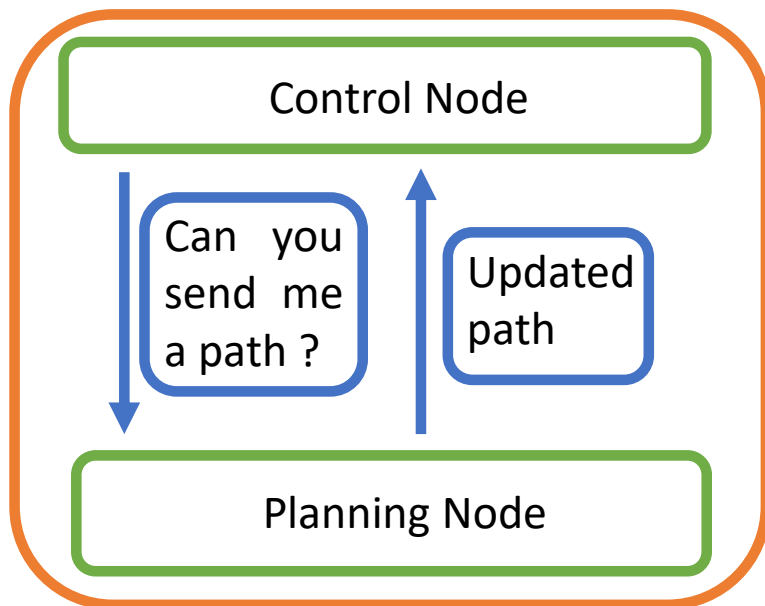 Control Node
Can you
send me
a path ?
Updated
path
Planning Node